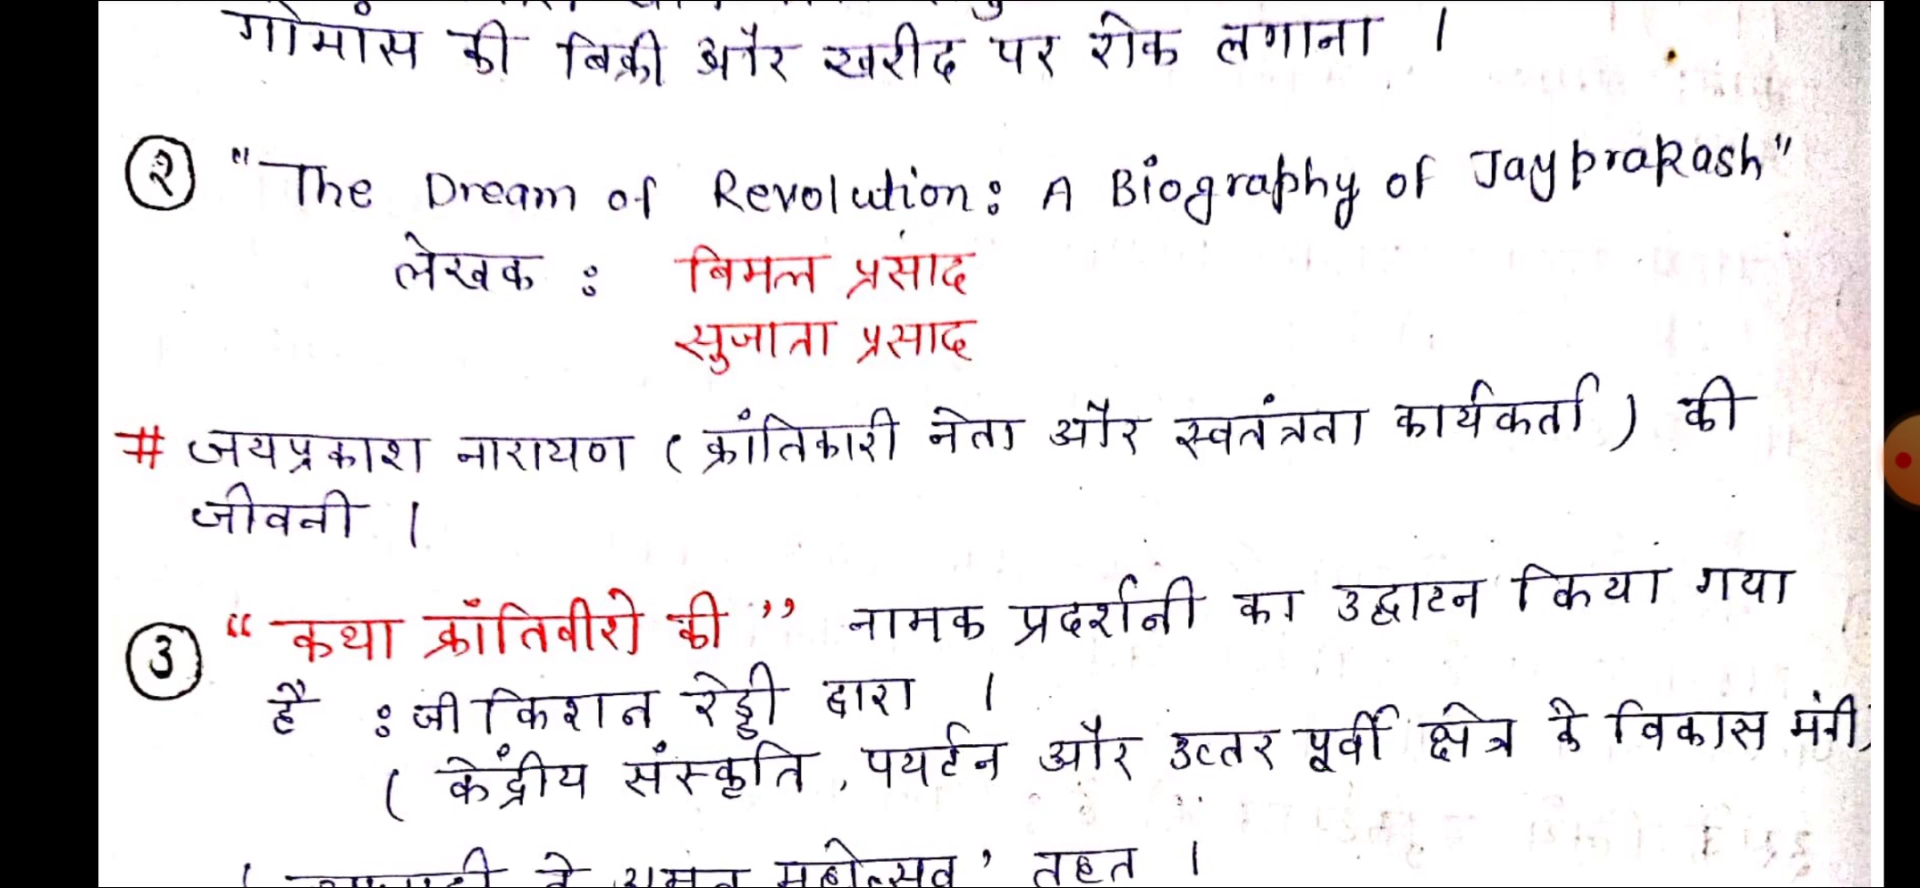 गोमांस की बिक्री और खरीद पर रोक लगाना ।
② "The Dream of Revolution: A Biography of Jayprakash"
लेखक : बिमल प्रसाद
सुजाता प्रसाद
# जयप्रकाश नारायण ( क्रांतिकारी नेता और स्वतंत्रता कार्यकर्ता ) की
जीवनी ।
③ "कथा क्रांतिवीरो की" नामक प्रदर्शनी का उद्घाटन किया गया
है : जी किशन रेड्डी द्वारा ।
( केंद्रीय संस्कृति, पर्यटन और उत्तर पूर्वी क्षेत्र के विकास मंत्री)
अमृत महोत्सव' तहत ।